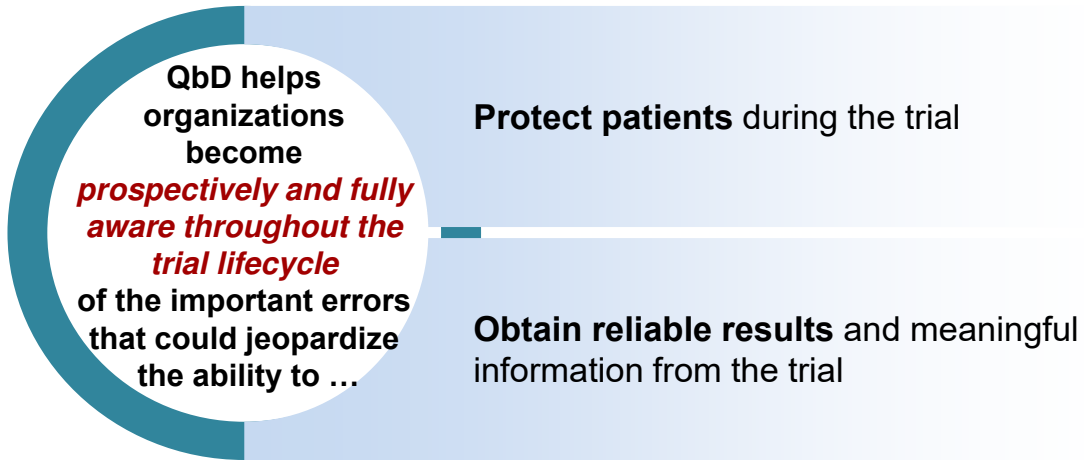 QbD helps
organizations
become
prospectively and fully
aware throughout the
trial lifecycle
of the important errors
that could jeopardize
the ability to …
Protect patients during the trial
Obtain reliable results and meaningful
information from the trial